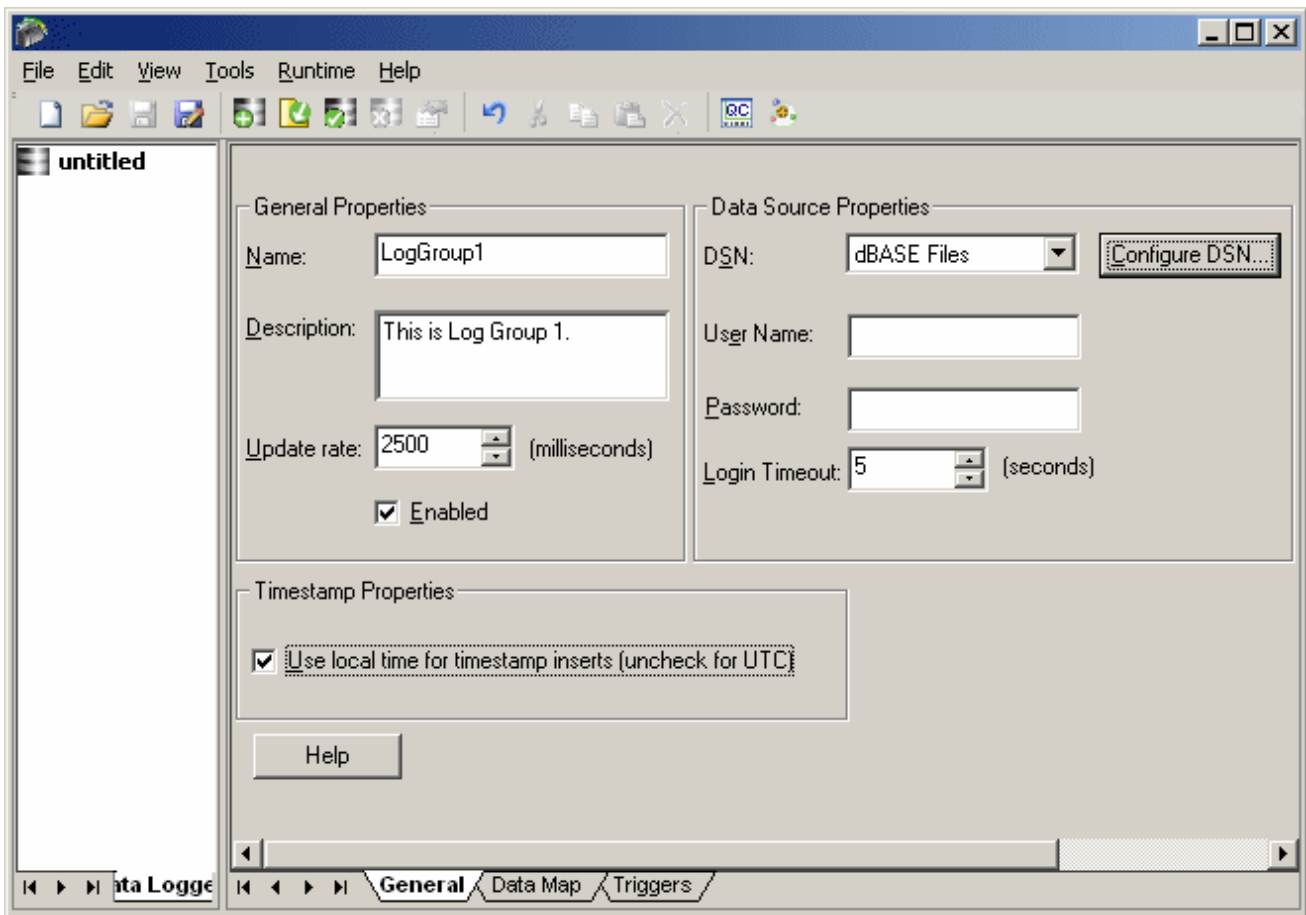 File Edit View Tools Runtime Help
QC
untitled
General Properties
Name: LogGroup1
Description: This is Log Group 1.
Update rate: 2500 (milliseconds)
Enabled
Data Source Properties
DSN: dBASE Files Configure DSN...
User Name:
Password:
Login Timeout: 5 (seconds)
Timestamp Properties
Use local time for timestamp inserts (uncheck for UTC)
Help
ata Logge
General Data Map Triggers